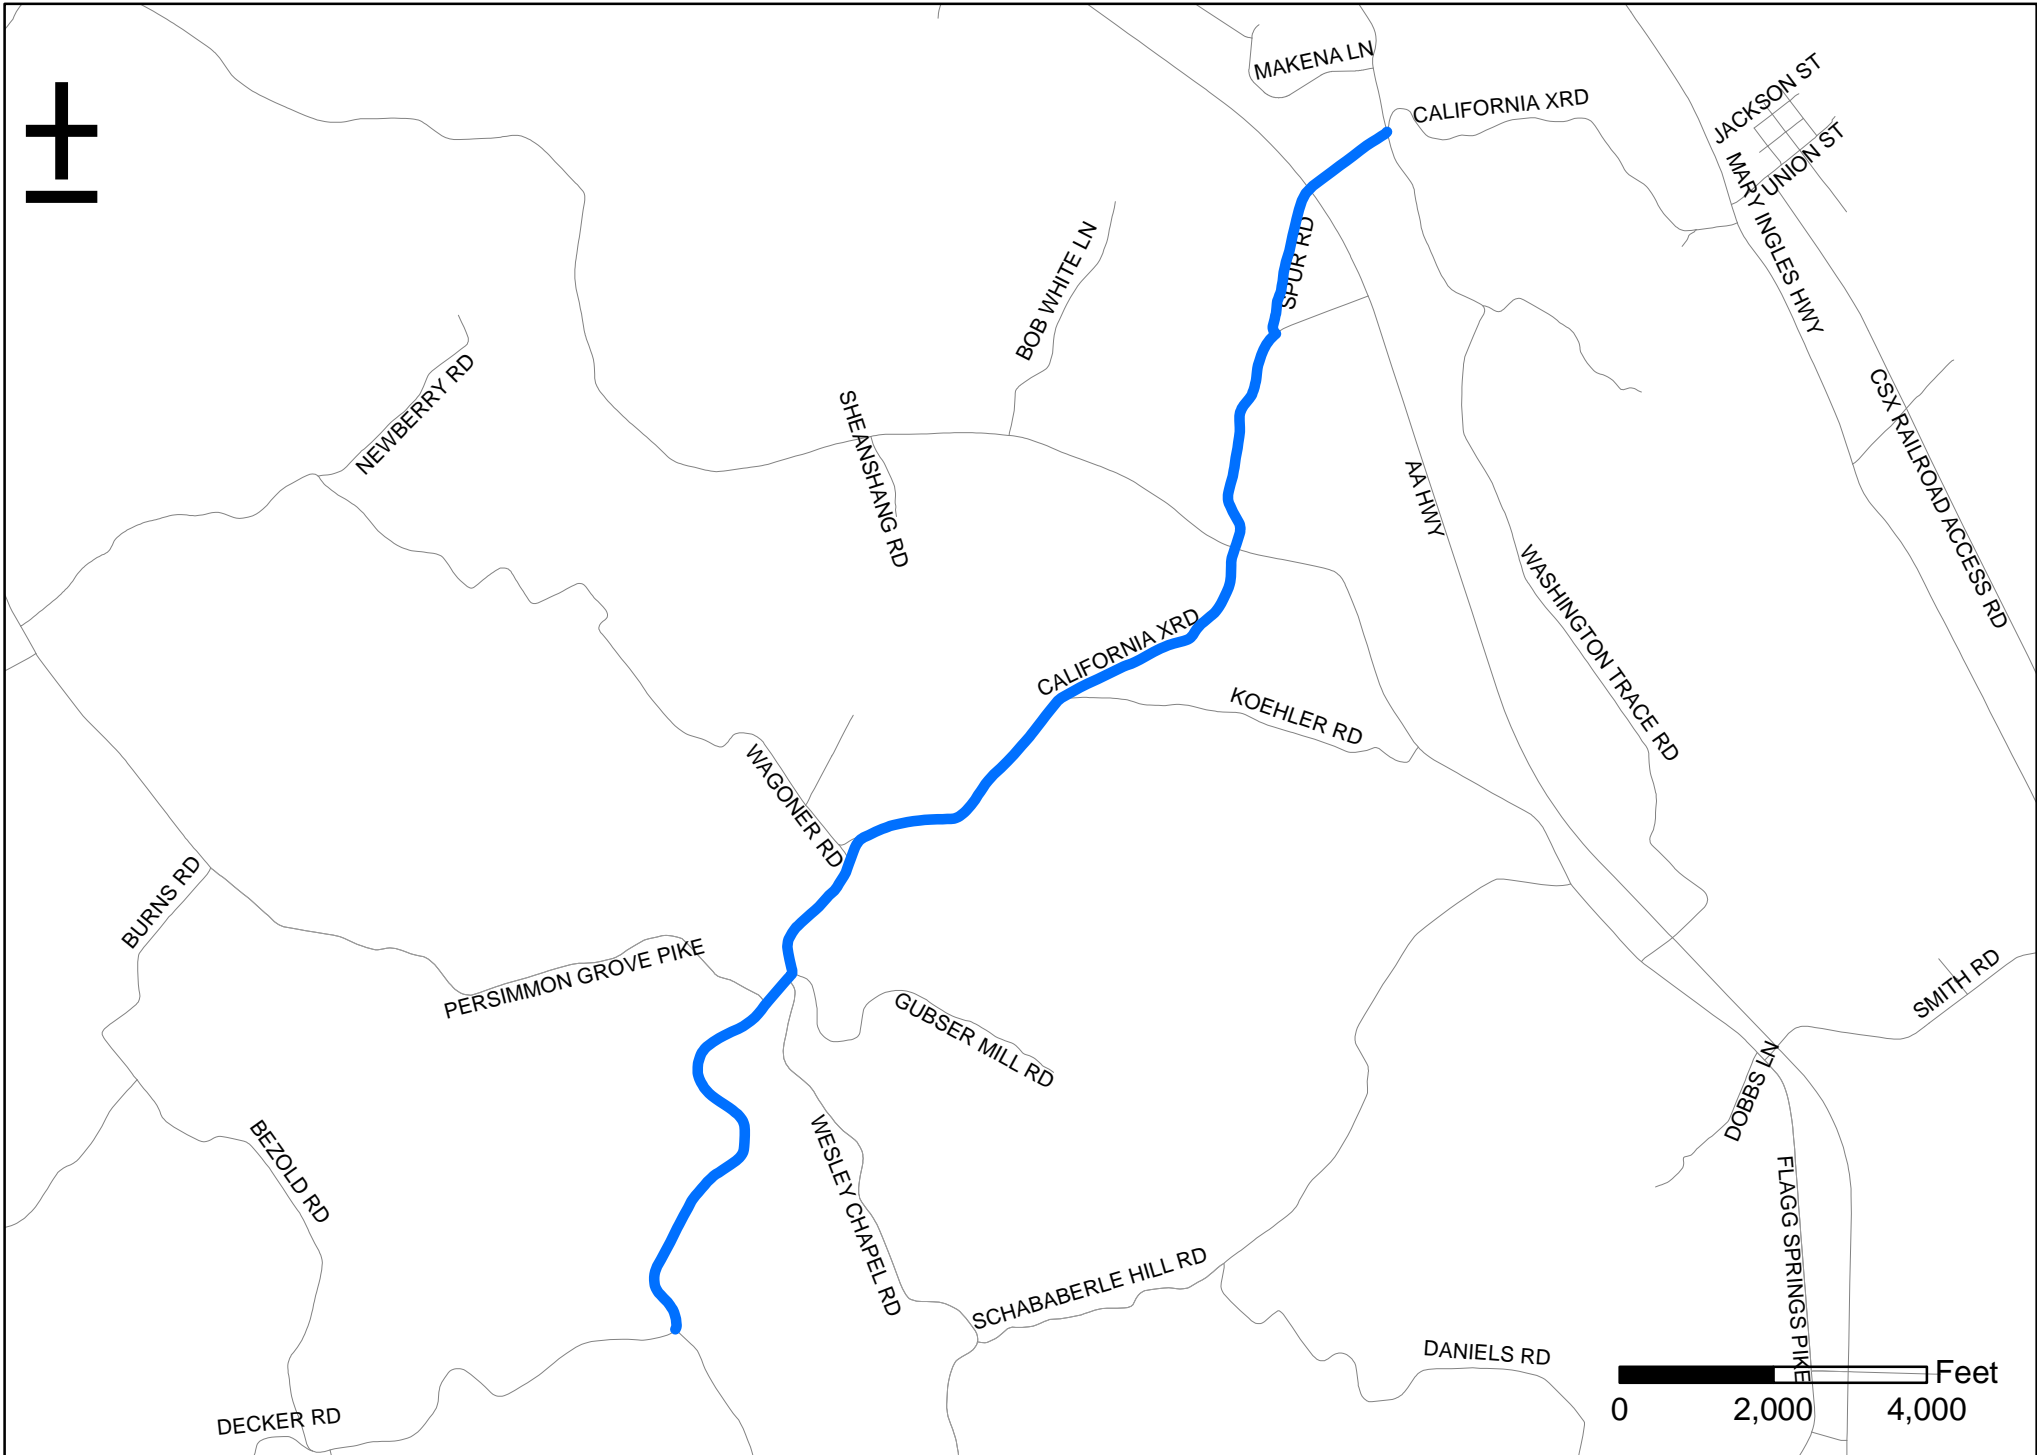 MAKENA LN
JACKSON ST
CALIFORNIA XRD
UNION ST
MARY INGLES HWY
SPUR RD
BOB WHITE LN
NEWBERRY RD
SHEANSHANG RD
CSX RAILROAD ACCESS RD
AA HWY
WASHINGTON TRACE RD
CALIFORNIA XRD
KOEHLER RD
WAGONER RD
BURNS RD
PERSIMMON GROVE PIKE
GUBSER MILL RD
SMITH RD
DOBBS LN
BEZOLD RD
WESLEY CHAPEL RD
FLAGG SPRINGS PIKE
SCHABABERLE HILL RD
DANIELS RD
DECKER RD
Feet
0 2,000 4,000